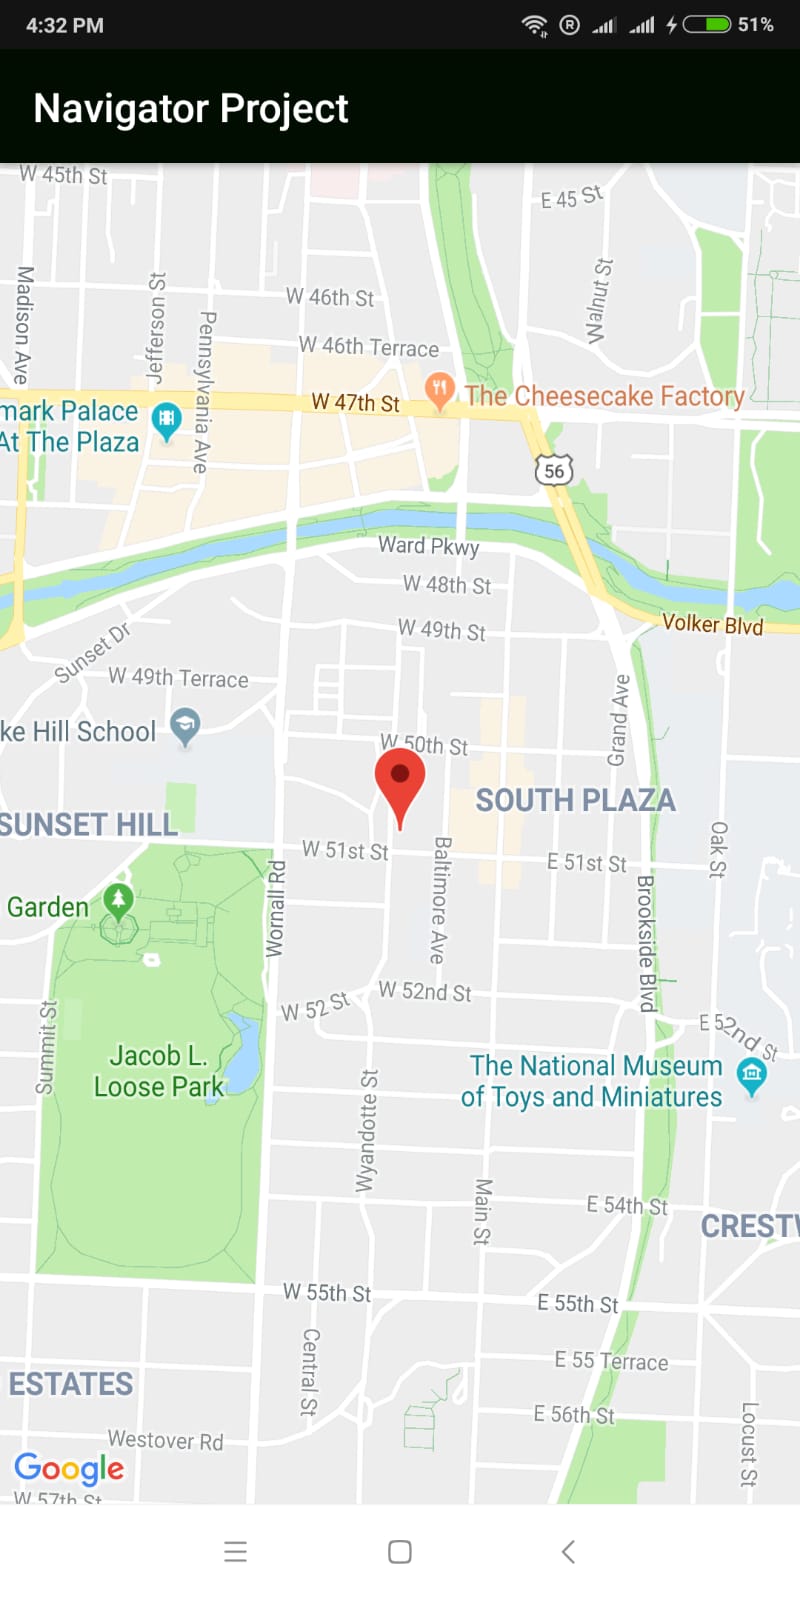 4:32 PM
51%
Navigator Project
W 45th St
E 45 St
Madison Ave
Jefferson St
Pennsylvania Ave
W 46th St
Walnut St
W 46th Terrace
W 47th St
The Cheesecake Factory
mark Palace
At The Plaza
56
Ward Pkwy
W 48th St
W 49th St
Volker Blvd
Sunset Dr
W 49th Terrace
Grand Ave
ke Hill School
W 50th St
SOUTH PLAZA
SUNSET HILL
W 51st St
Baltimore Ave
E 51st St
Oak St
Wornall Rd
Brookside Blvd
Garden
W 52 St
W 52nd St
E 52nd St
Summit St
Jacob L.
Loose Park
The National Museum
of Toys and Miniatures
Wyandotte St
Main St
E 54th St
CREST
W 55th St
E 55th St
Central St
E 55 Terrace
ESTATES
E 56th St
Locust St
Westover Rd
Google
W 57th St